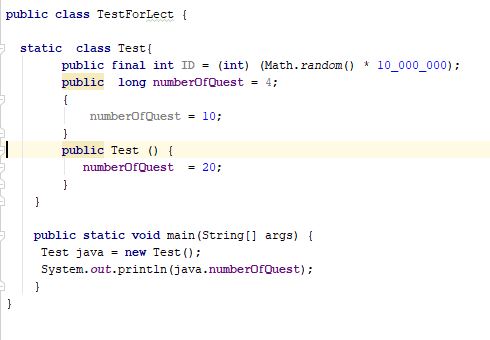 public class TestForLect {
static class Test{
public final int ID = (int) (Math.random() * 10_000_000);
public long numberOfQuest = 4;
{
numberOfQuest = 10;
}
public Test () {
numberOfQuest = 20;
}
}
public static void main(String[] args) {
Test java = new Test();
System.out.println(java.numberOfQuest);
}
}